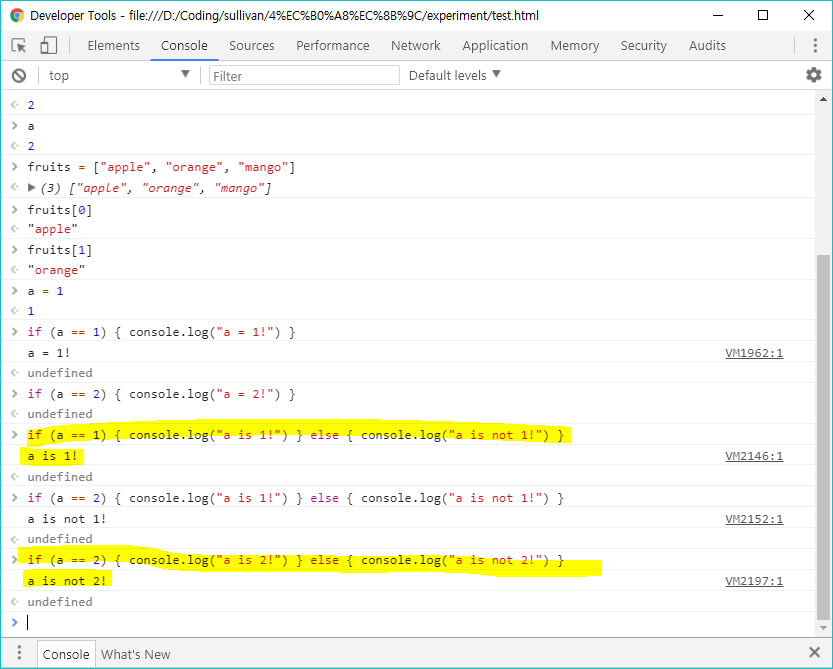 Developer Tools - file:///D:/Coding/sullivan/4%EC%B0%A8%EC%8B%9C/experiment/test.html
Elements Console Sources Performance Network Application Memory Security Audits
top Filter Default levels
2
a
2
fruits = ["apple", "orange", "mango"]
(3) ["apple", "orange", "mango"]
fruits[0]
"apple"
fruits[1]
"orange"
a = 1
1
if (a == 1) { console.log("a = 1!") }
a = 1! VM1962:1
undefined
if (a == 2) { console.log("a = 2!") }
undefined
if (a == 1) { console.log("a is 1!") } else { console.log("a is not 1!") }
a is 1! VM2146:1
undefined
if (a == 2) { console.log("a is 1!") } else { console.log("a is not 1!") }
a is not 1! VM2152:1
undefined
if (a == 2) { console.log("a is 2!") } else { console.log("a is not 2!") }
a is not 2! VM2197:1
undefined
Console What's New